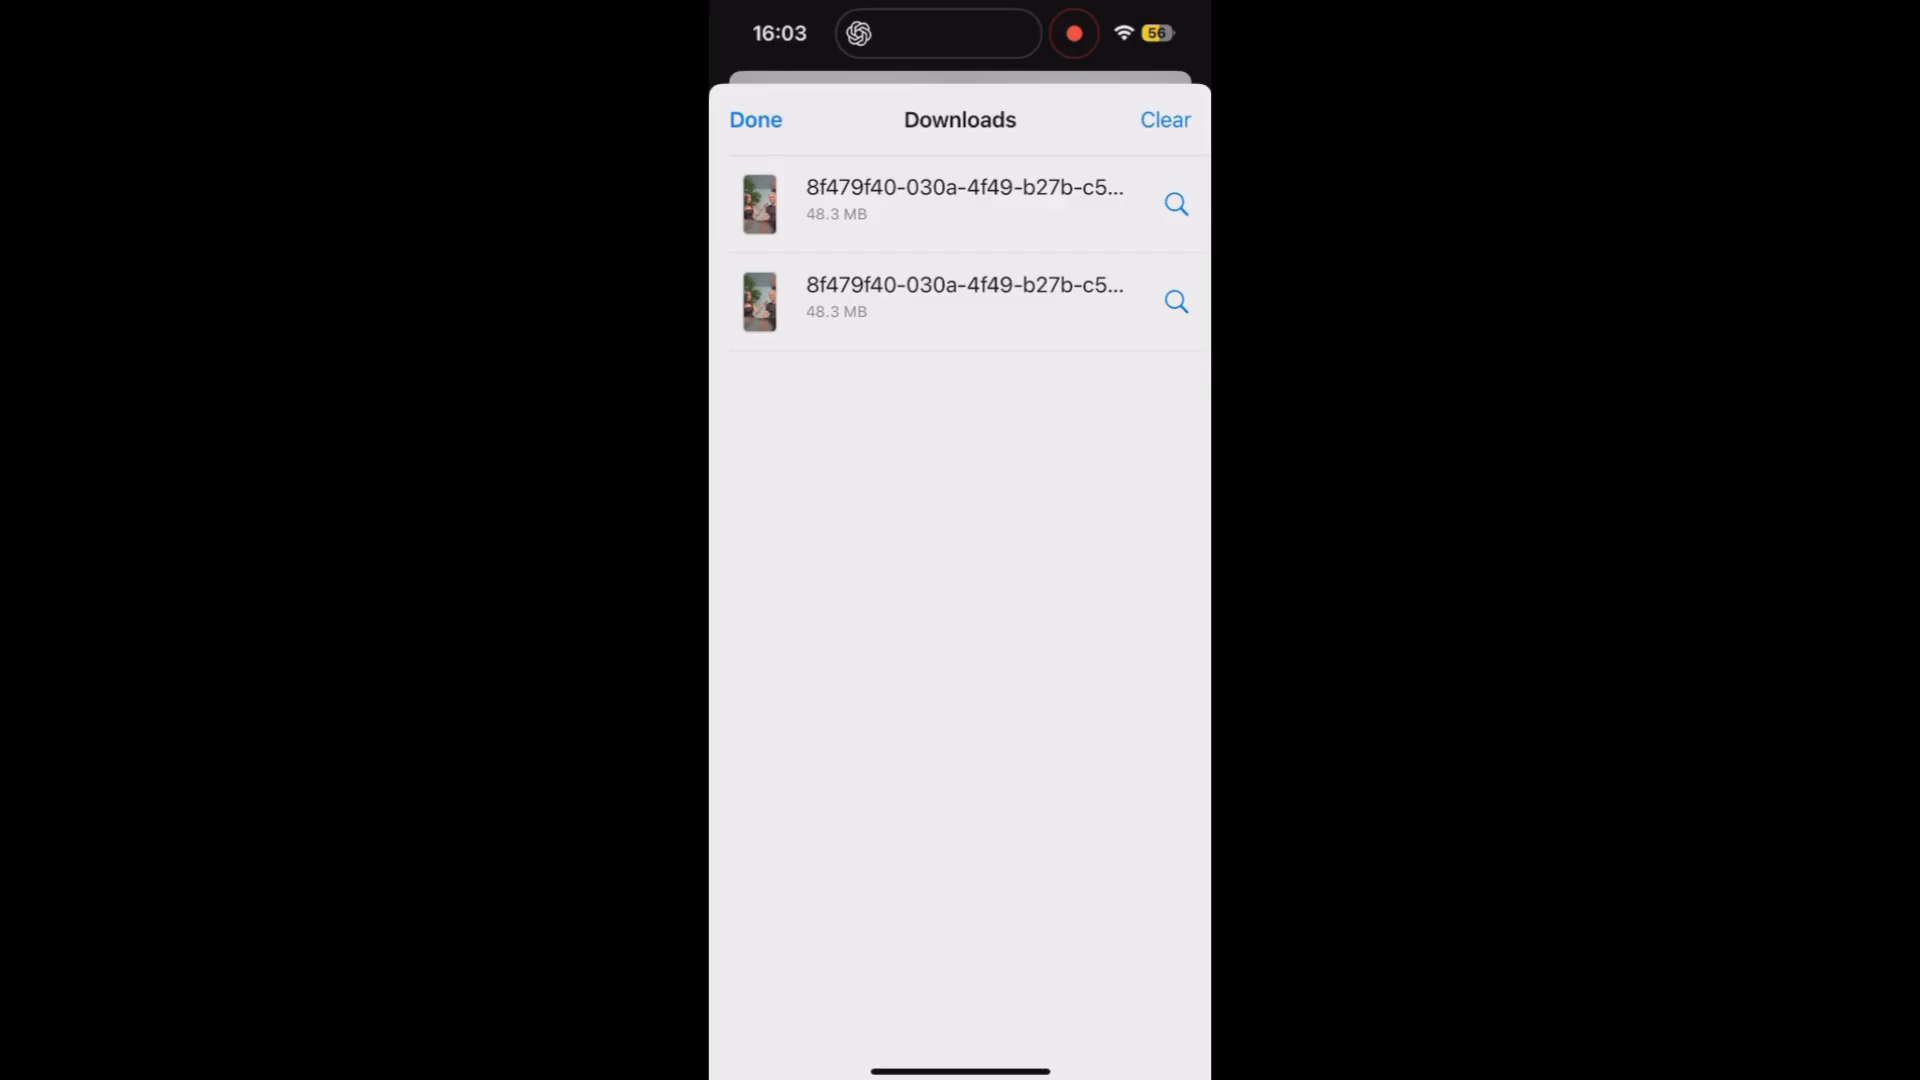 16:03
56
Done
Downloads
Clear
8f479f40-030a-4f49-b27b-c5...
48.3 MB
8f479f40-030a-4f49-b27b-c5...
48.3 MB